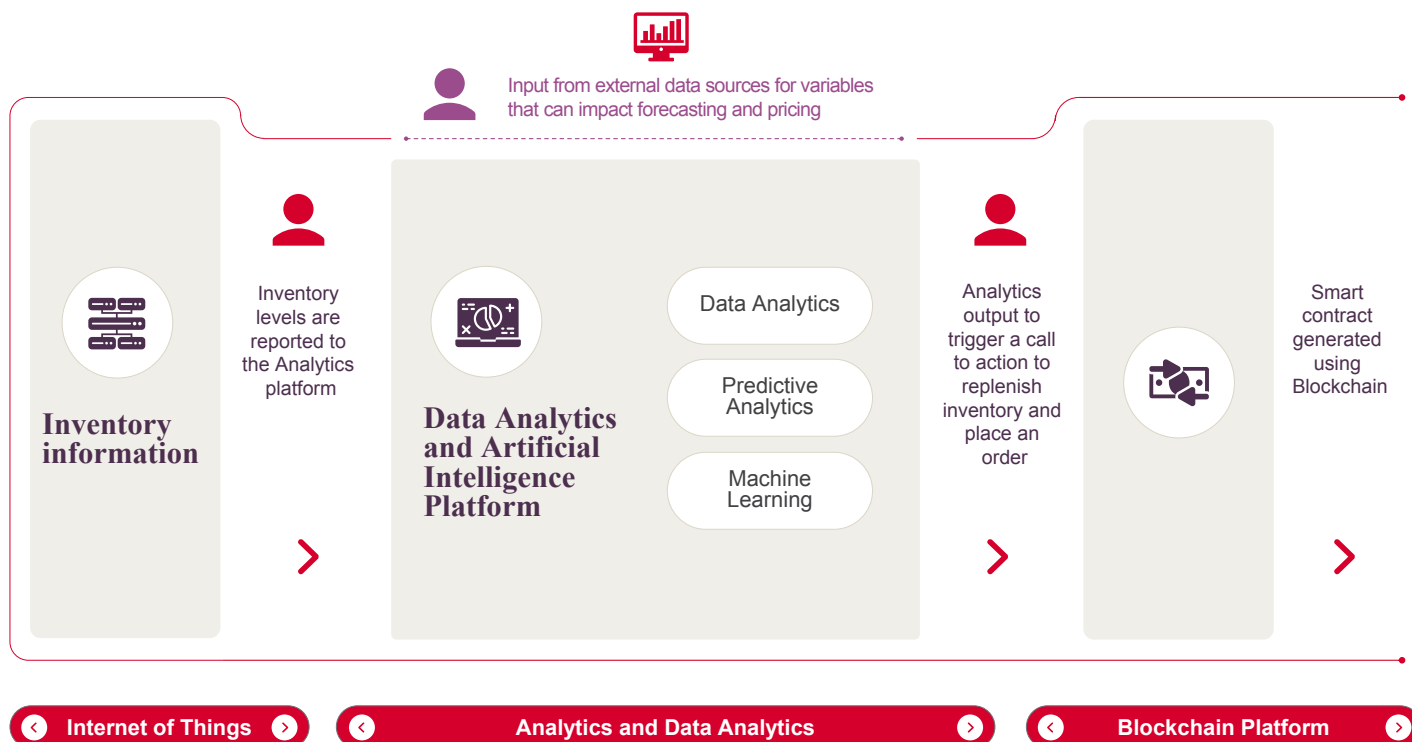 Input from external data sources for variables
that can impact forecasting and pricing
Inventory
information
Inventory
levels are
reported to
the Analytics
platform
Data Analytics
and Artificial
Intelligence
Platform
Data Analytics
Predictive
Analytics
Machine
Learning
Analytics
output to
trigger a call
to action to
replenish
inventory and
place an
order
Smart
contract
generated
using
Blockchain
Internet of Things
Analytics and Data Analytics
Blockchain Platform